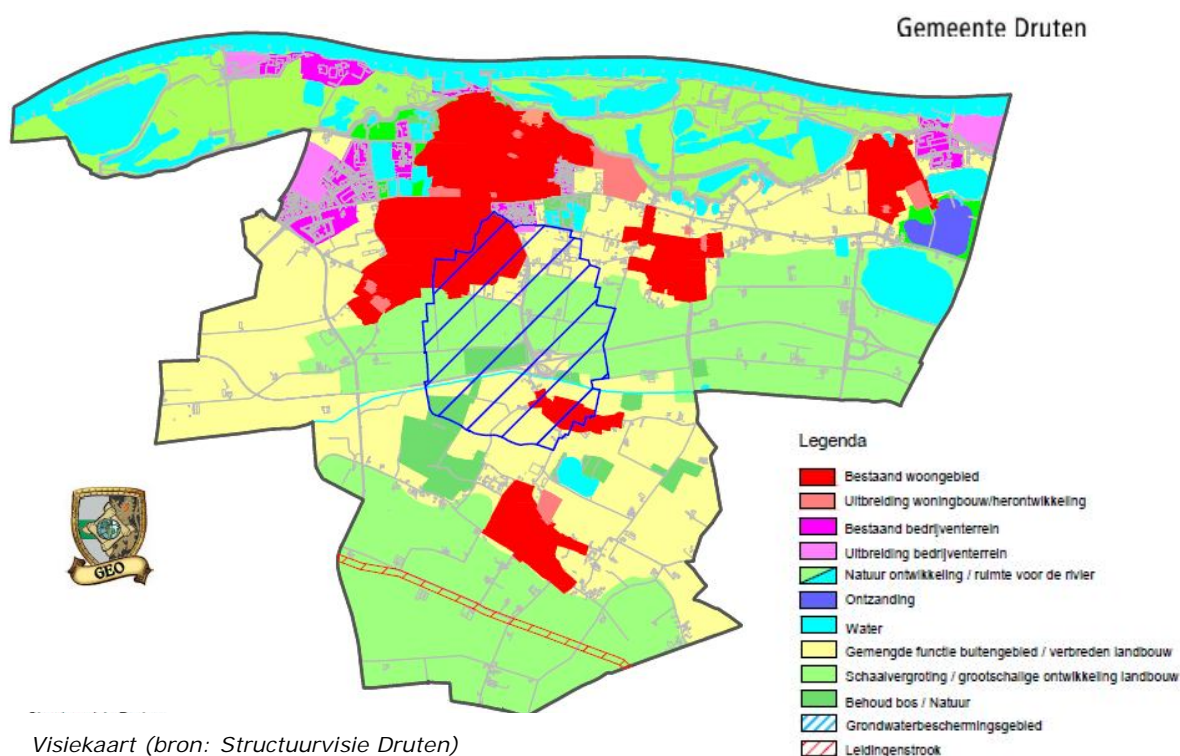 Gemeente Druten
Legenda
Bestaand woongebied
Uitbreiding woningbouw/herontwikkeling
Bestaand bedrijventerrein
Uitbreiding bedrijventerrein
Natuur ontwikkeling / ruimte voor de rivier
Ontzanding
Water
Gemengde functie buitengebied / verbreden landbouw
Schaalvergroting / grootschalige ontwikkeling landbouw
Behoud bos / Natuur
Grondwaterbeschermingsgebied
Leidingenstrook
GEO
Visiekaart (bron: Structuurvisie Druten)